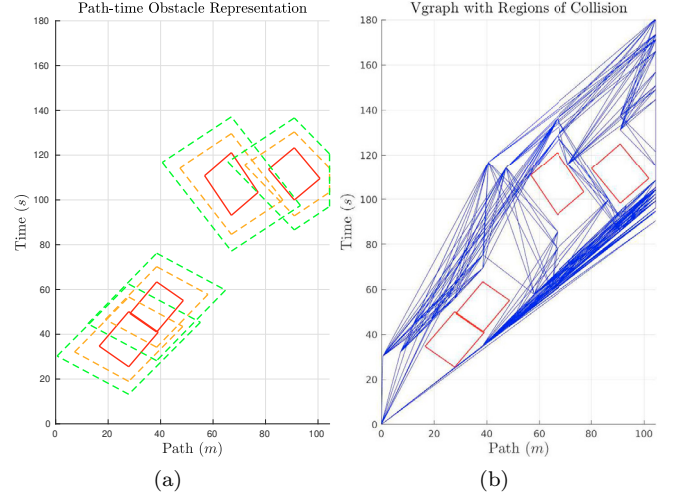 Path-time Obstacle Representation
180
160
140
120
100
80
60
40
20
0
0 20 40 60 80 100
Time (s)
Path (m)
(a)
Vgraph with Regions of Collision
180
160
140
120
100
80
60
40
20
0
0 20 40 60 80 100
Time (s)
Path (m)
(b)